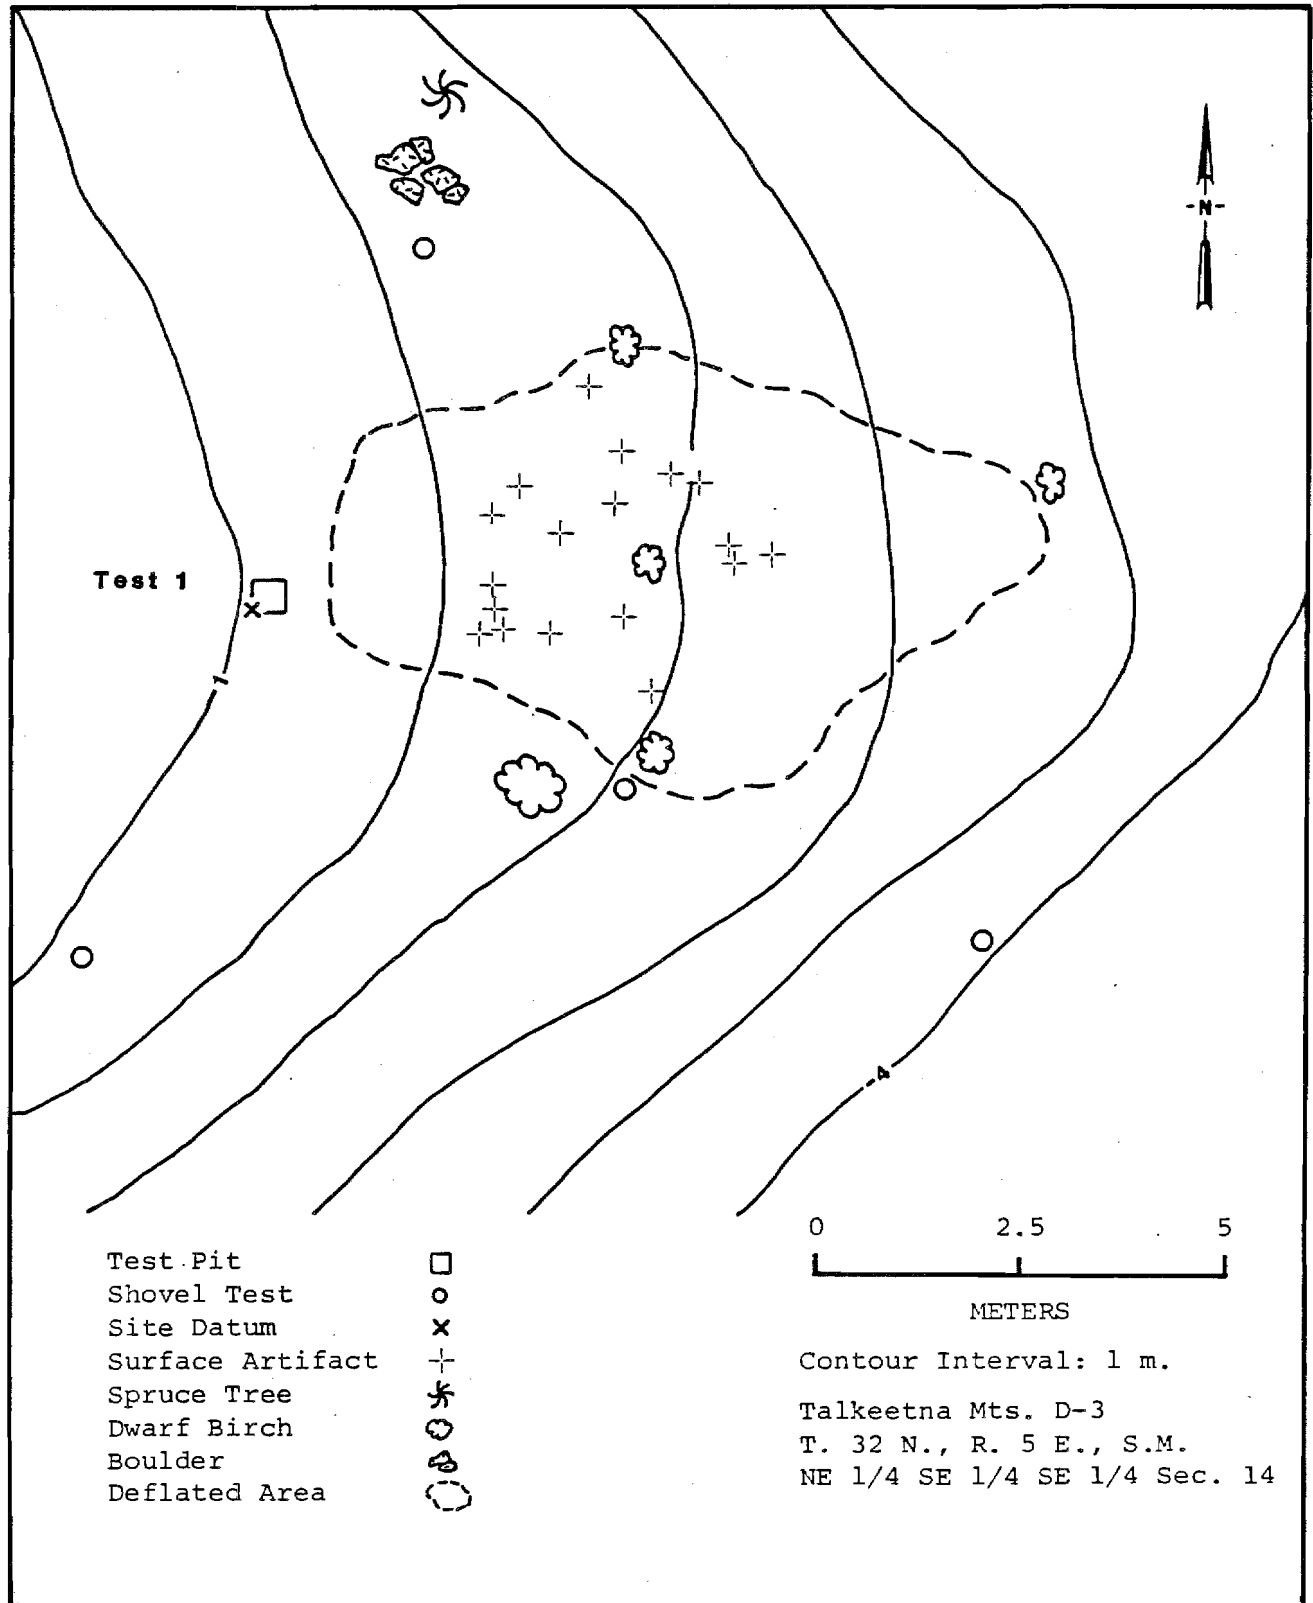 -N-
Test 1
1
-4
0 2.5 5
METERS
Test Pit
Shovel Test
Site Datum
Surface Artifact
Spruce Tree
Dwarf Birch
Boulder
Deflated Area
Contour Interval: 1 m.
Talkeetna Mts. D-3
T. 32 N., R. 5 E., S.M.
NE 1/4 SE 1/4 SE 1/4 Sec. 14